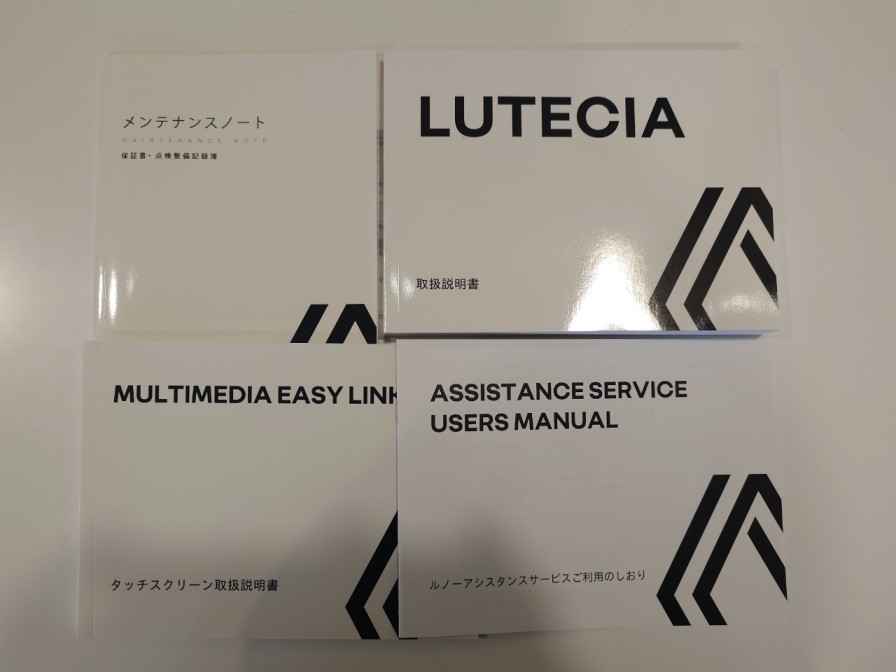 メンテナンスノート
MAINTENANCE NOTE
保証書・点検整備記録簿
LUTECIA
取扱説明書
MULTIMEDIA EASY LINK
タッチスクリーン取扱説明書
ASSISTANCE SERVICE
USERS MANUAL
ルノーアシスタンスサービスご利用のしおり